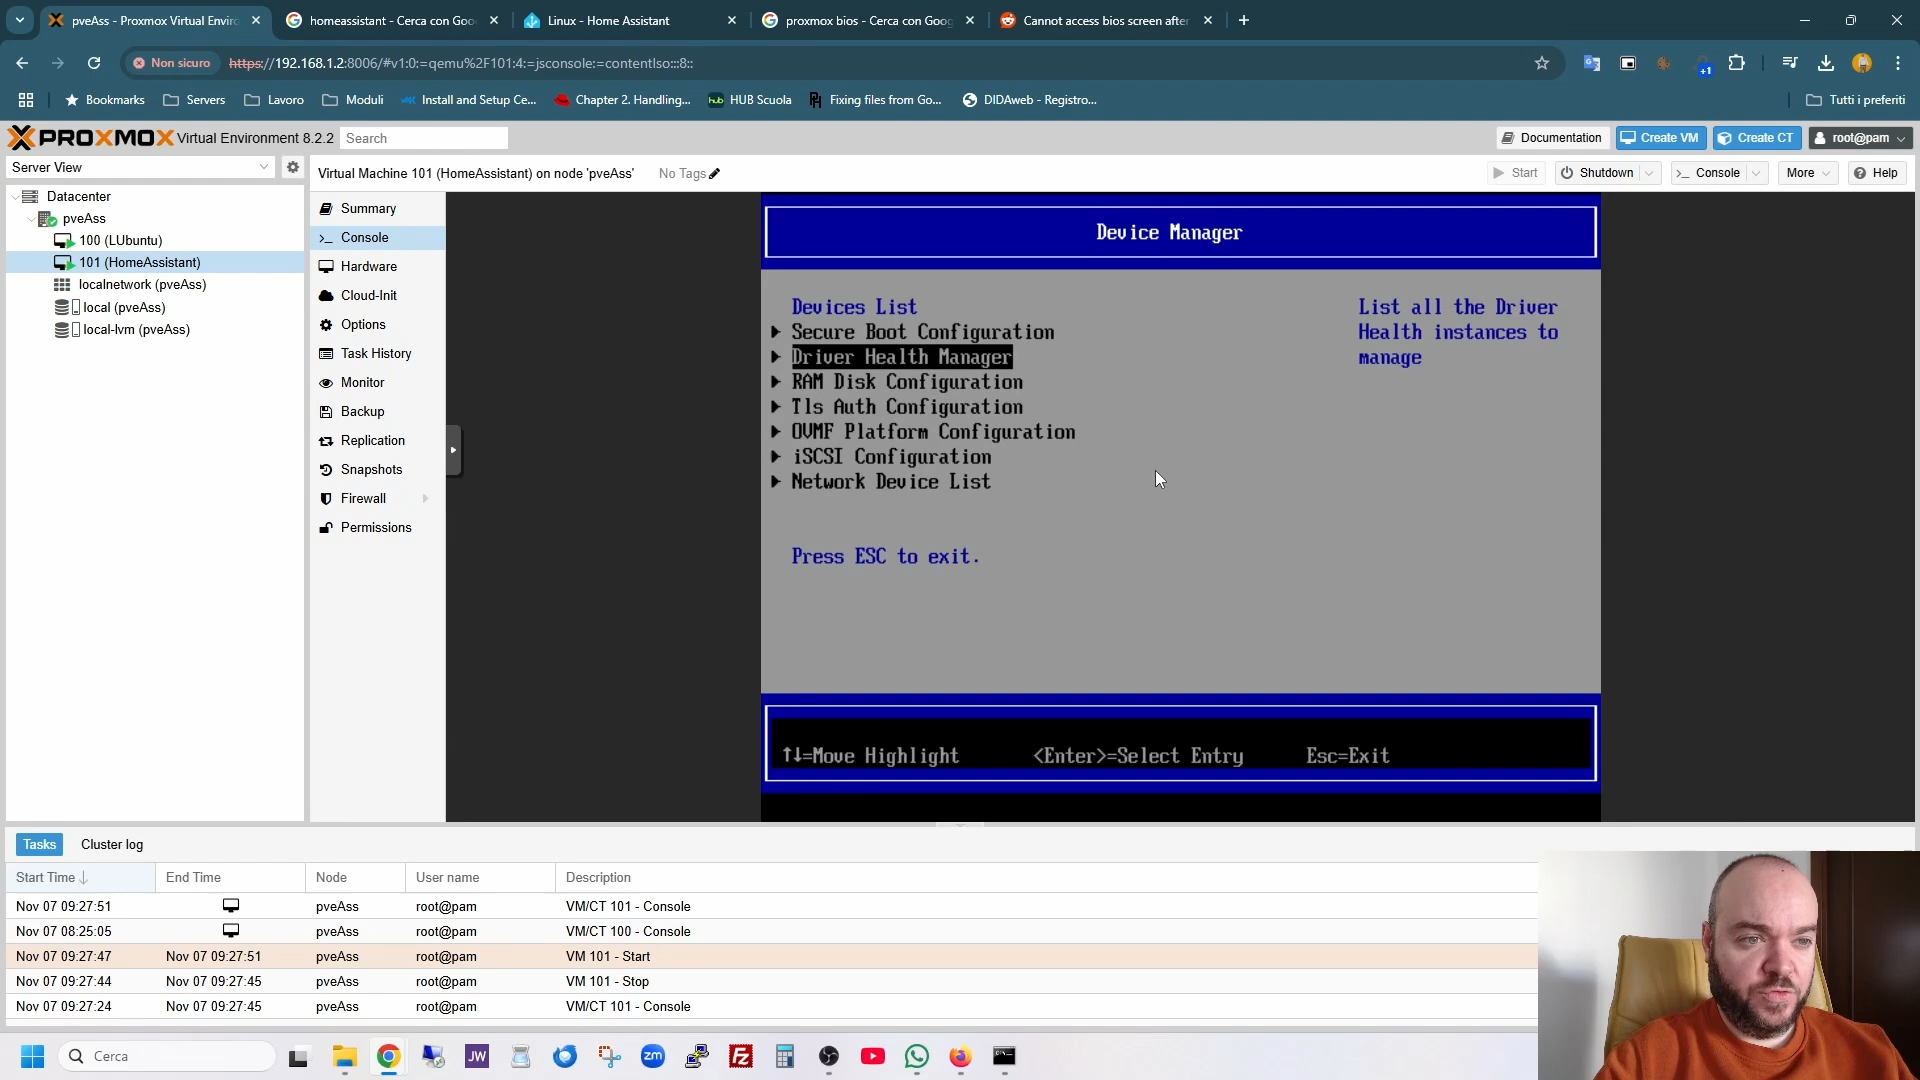 pveAss - Proxmox Virtual Enviro
homeassistant - Cerca con Goo
Linux - Home Assistant
proxmox bios - Cerca con Goog
Cannot access bios screen after
Non sicuro
https://192.168.1.2:8006/#v1:0:=qemu%2F101:4:=jsconsole:=contentIso:::8::
+1
Bookmarks
Servers
Lavoro
Moduli
Install and Setup Ce...
Chapter 2. Handling...
HUB Scuola
Fixing files from Go...
DIDAweb - Registro...
Tutti i preferiti
PROXMOX Virtual Environment 8.2.2
Search
Documentation
Create VM
Create CT
root@pam
Server View
Virtual Machine 101 (HomeAssistant) on node 'pveAss'
No Tags
Start
Shutdown
Console
More
Help
Datacenter
pveAss
100 (LUbuntu)
101 (HomeAssistant)
localnetwork (pveAss)
local (pveAss)
local-lvm (pveAss)
Summary
Console
Hardware
Cloud-Init
Options
Task History
Monitor
Backup
Replication
Snapshots
Firewall
Permissions
Device Manager
Devices List
Secure Boot Configuration
Driver Health Manager
RAM Disk Configuration
Tls Auth Configuration
OVMF Platform Configuration
iSCSI Configuration
Network Device List
Press ESC to exit.
List all the Driver
Health instances to
manage
↑↓=Move Highlight
<Enter>=Select Entry
Esc=Exit
Tasks
Cluster log
Start Time
End Time
Node
User name
Description
Nov 07 09:27:51 pveAss root@pam VM/CT 101 - Console
Nov 07 08:25:05 pveAss root@pam VM/CT 100 - Console
Nov 07 09:27:47 Nov 07 09:27:51 pveAss root@pam VM 101 - Start
Nov 07 09:27:44 Nov 07 09:27:45 pveAss root@pam VM 101 - Stop
Nov 07 09:27:24 Nov 07 09:27:45 pveAss root@pam VM/CT 101 - Console
Cerca
JW
zm
FZ